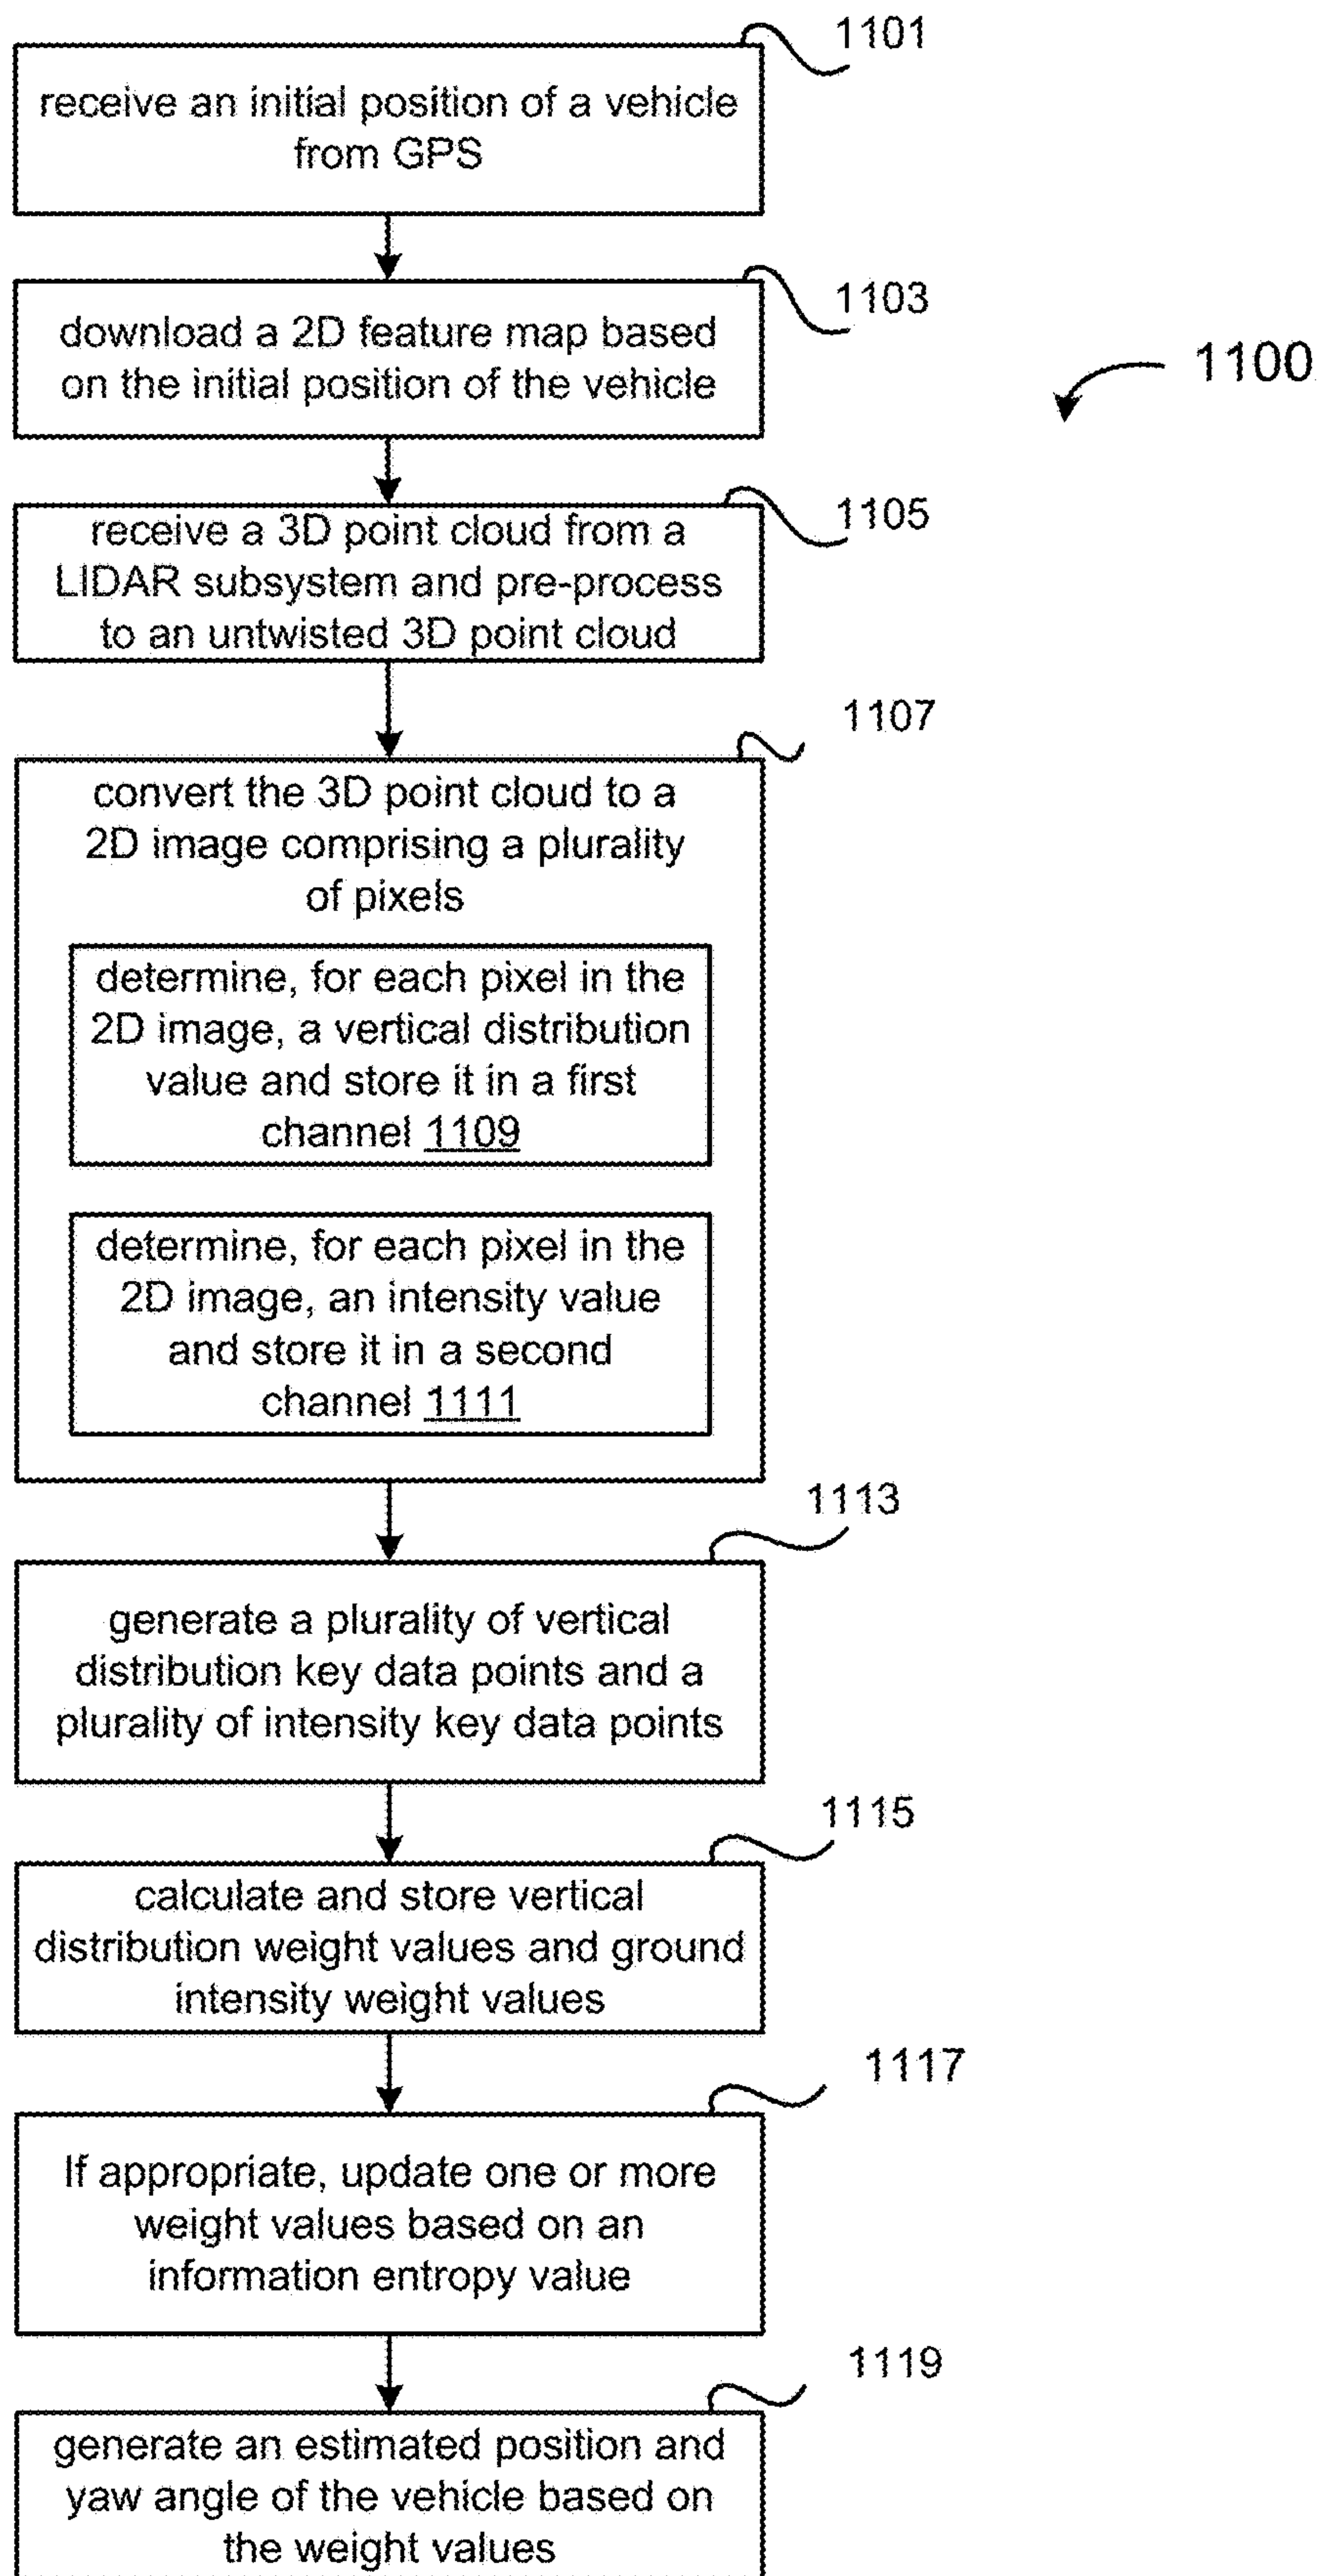 1101
receive an initial position of a vehicle
from GPS
1103
download a 2D feature map based
on the initial position of the vehicle
1100
1105
receive a 3D point cloud from a
LIDAR subsystem and pre-process
to an untwisted 3D point cloud
1107
convert the 3D point cloud to a
2D image comprising a plurality
of pixels
determine, for each pixel in the
2D image, a vertical distribution
value and store it in a first
channel 1109
determine, for each pixel in the
2D image, an intensity value
and store it in a second
channel 1111
1113
generate a plurality of vertical
distribution key data points and a
plurality of intensity key data points
1115
calculate and store vertical
distribution weight values and ground
intensity weight values
1117
If appropriate, update one or more
weight values based on an
information entropy value
1119
generate an estimated position and
yaw angle of the vehicle based on
the weight values